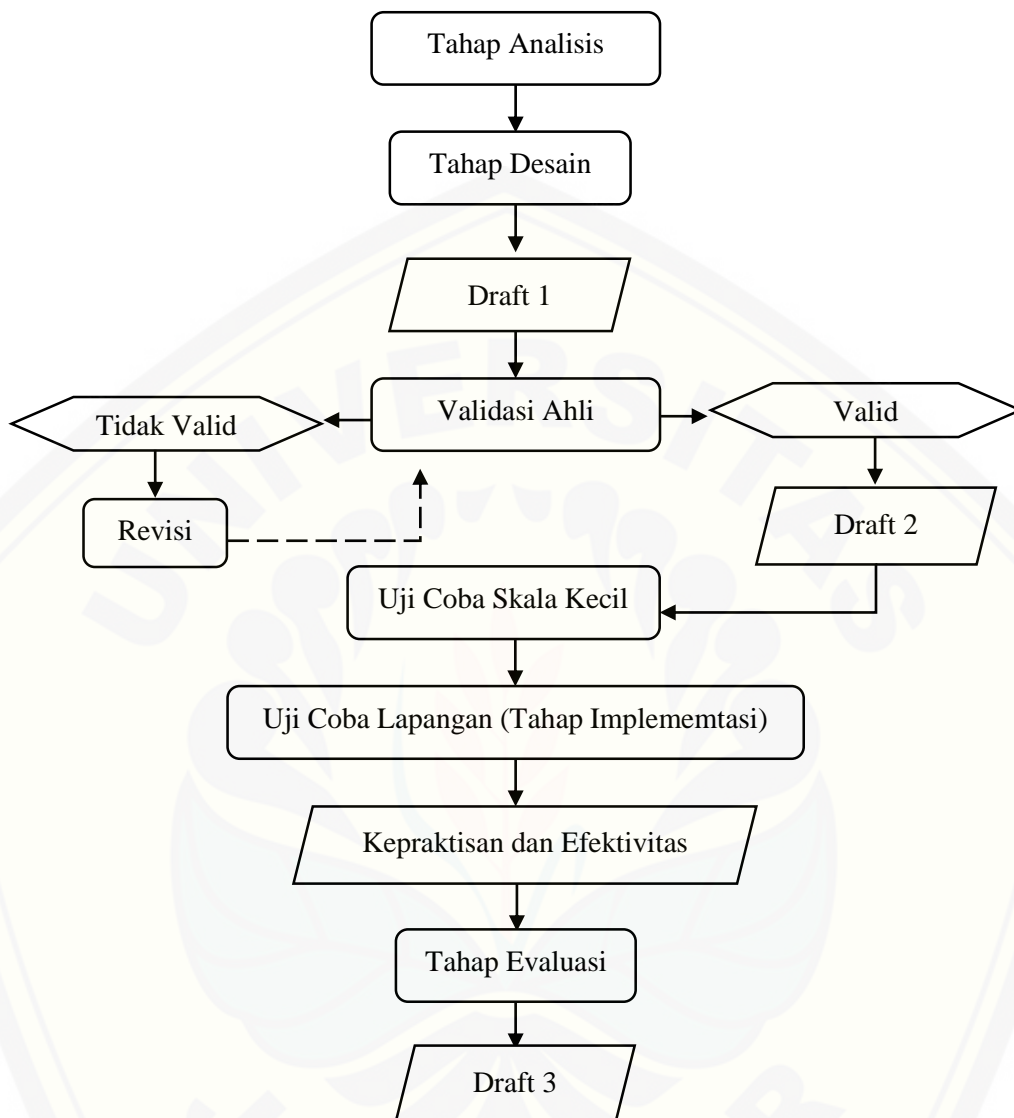 Tahap Analisis
Tahap Desain
Draft 1
Validasi Ahli
Tidak Valid
Valid
Revisi
Draft 2
Uji Coba Skala Kecil
Uji Coba Lapangan (Tahap Implememtasi)
Kepraktisan dan Efektivitas
Tahap Evaluasi
Draft 3
UNIVERSITAS